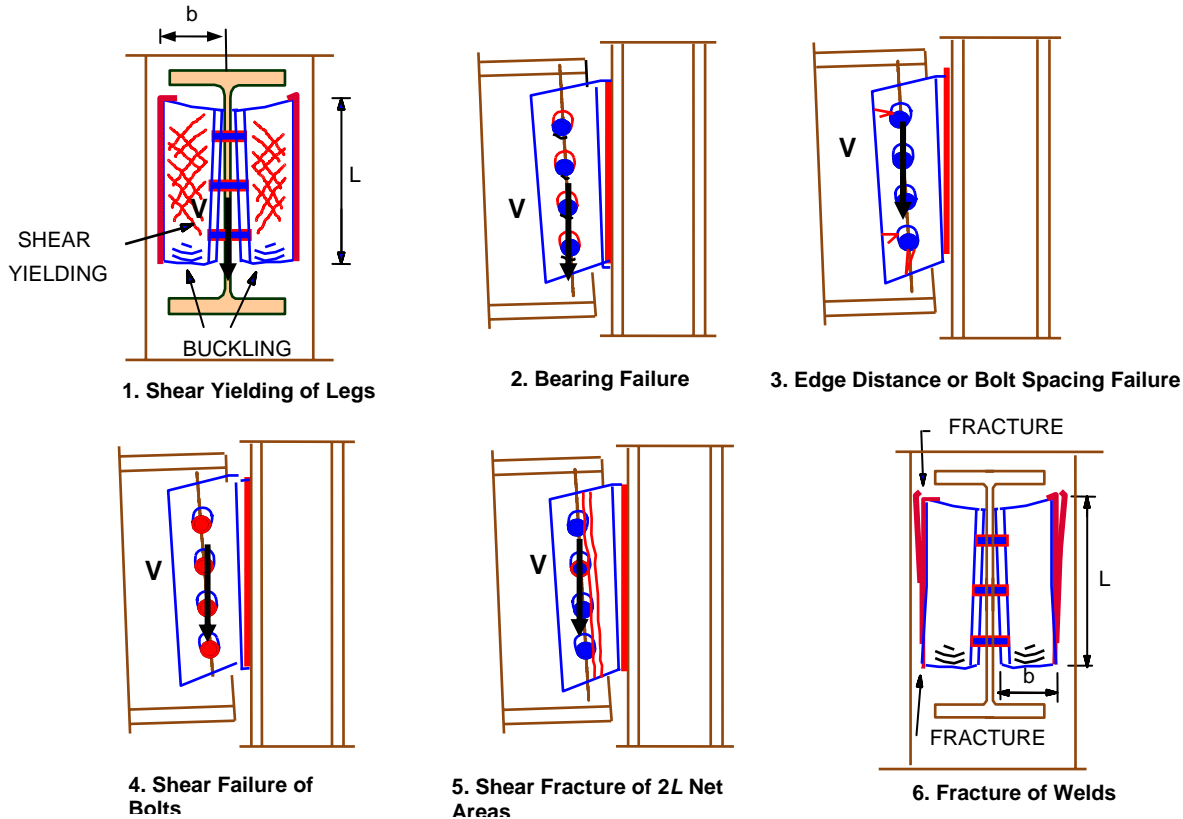 b
L
V
SHEAR
YIELDING
BUCKLING
1. Shear Yielding of Legs
V
2. Bearing Failure
V
3. Edge Distance or Bolt Spacing Failure
V
4. Shear Failure of
Bolts
V
5. Shear Fracture of 2L Net
Areas
FRACTURE
L
b
FRACTURE
6. Fracture of Welds